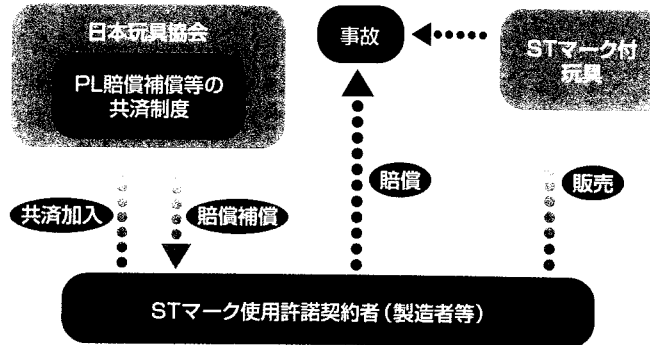 日本玩具協会
PL賠償補償等の
共済制度
事故
STマーク付
玩具
共済加入
賠償補償
賠償
販売
STマーク使用許諾契約者(製造者等)